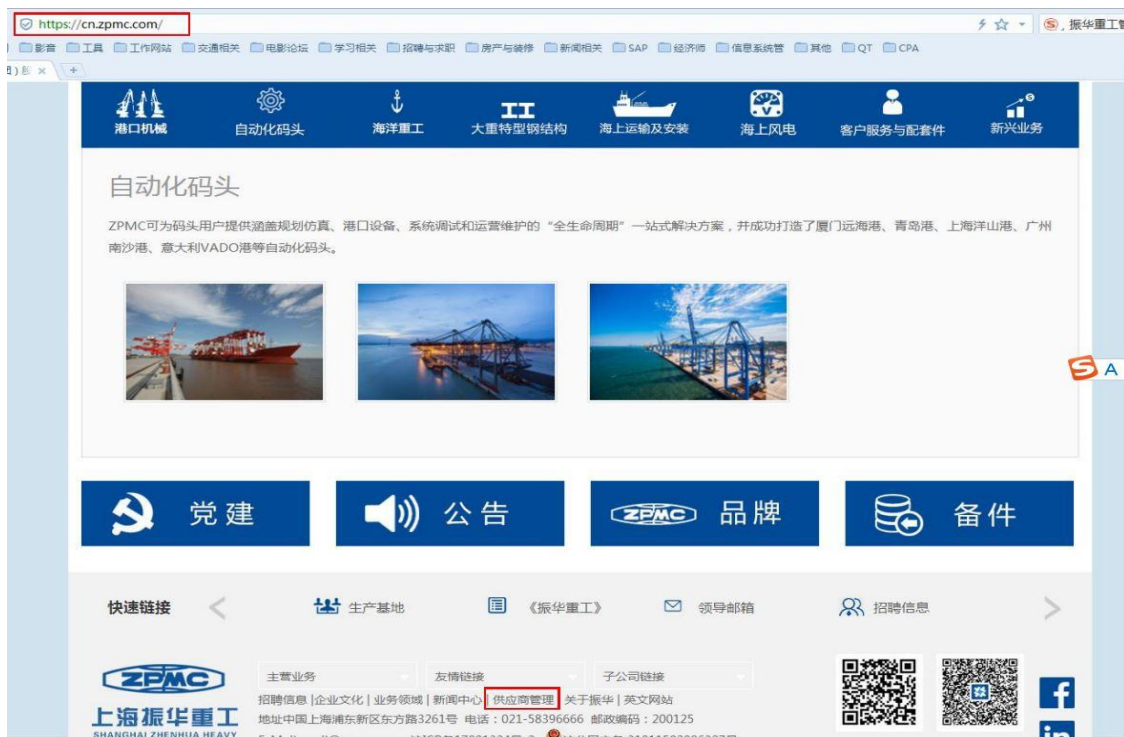 https://cn.zpmc.com/
振华重工
影音 工具 工作网站 交通相关 电影论坛 学习相关 招聘与求职 房产与装修 新闻相关 SAP 经济师 信息系统管 其他 QT CPA
港口机械 自动化码头 海洋重工 大重特型钢结构 海上运输及安装 海上风电 客户服务与配套件 新兴业务
自动化码头
ZPMC可为码头用户提供涵盖规划仿真、港口设备、系统调试和运营维护的“全生命周期”一站式解决方案，并成功打造了厦门远海港、青岛港、上海洋山港、广州
南沙港、意大利VADO港等自动化码头。
A
党建 公告 ZPMC 品牌 备件
快速链接 生产基地 《振华重工》 领导邮箱 招聘信息
ZPMC 主营业务 友情链接 子公司链接
招聘信息 |企业文化 | 业务领域 | 新闻中心 | 供应商管理 | 关于振华 | 英文网站
上海振华重工 地址中国上海浦东新区东方路3261号 电话：021-58396666 邮政编码：200125
SHANGHAI ZHENHUA HEAVY